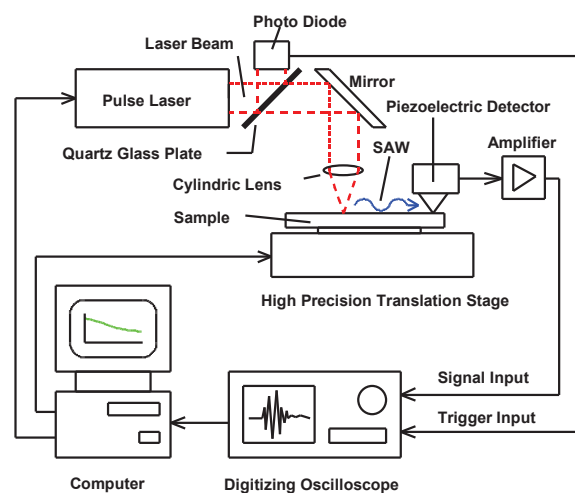 Photo Diode
Laser Beam
Mirror
Pulse Laser
Piezoelectric Detector
Quartz Glass Plate
SAW
Amplifier
Cylindric Lens
Sample
High Precision Translation Stage
Signal Input
Trigger Input
Computer
Digitizing Oscilloscope